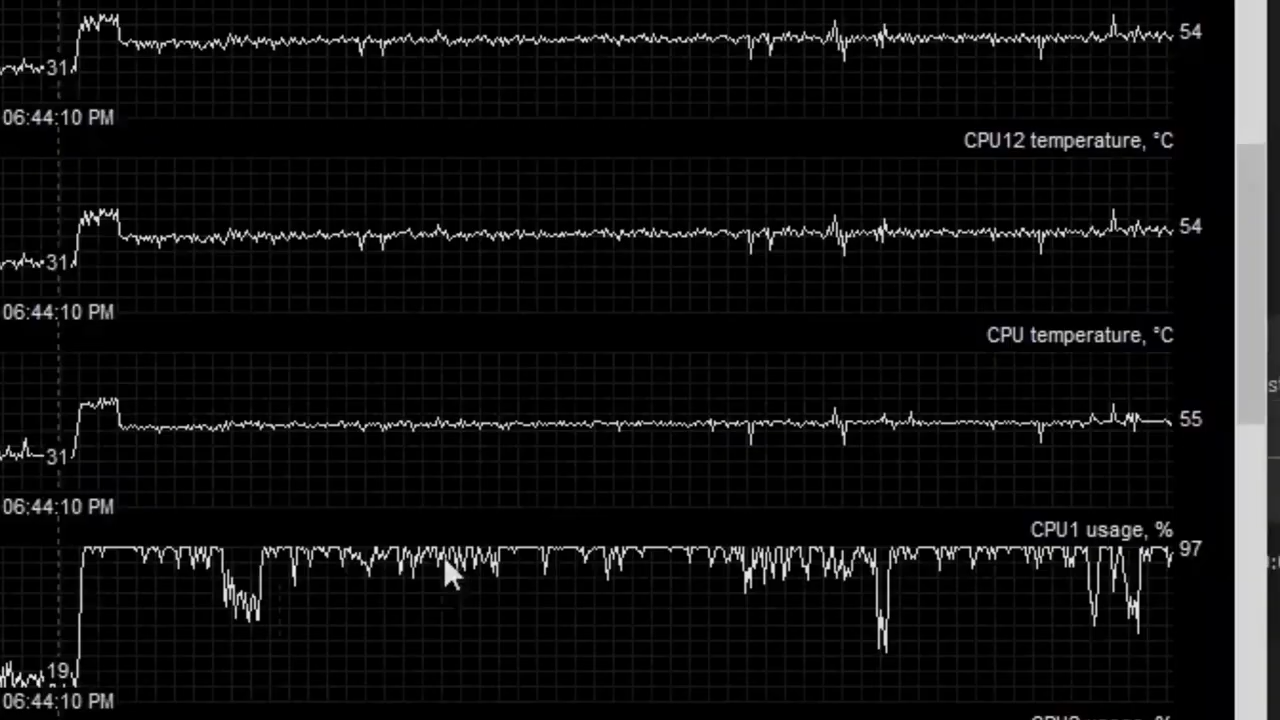 54
31
06:44:10 PM
CPU12 temperature, °C
54
31
06:44:10 PM
CPU temperature, °C
55
31
06:44:10 PM
CPU1 usage, %
97
19
06:44:10 PM